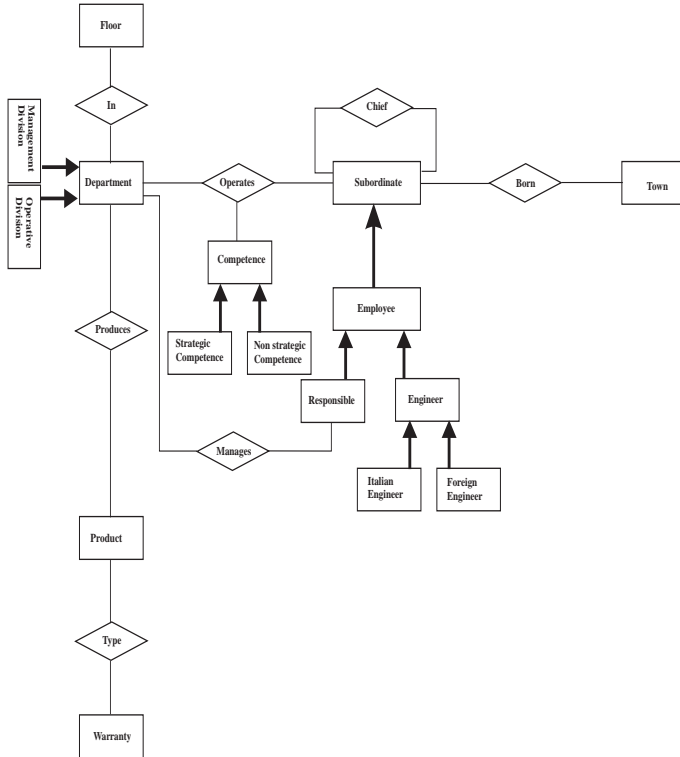 Floor
In
Management
Division
Operative
Division
Department
Operates
Chief
Subordinate
Born
Town
Competence
Employee
Strategic
Competence
Non strategic
Competence
Produces
Responsible
Engineer
Manages
Italian
Engineer
Foreign
Engineer
Product
Type
Warranty